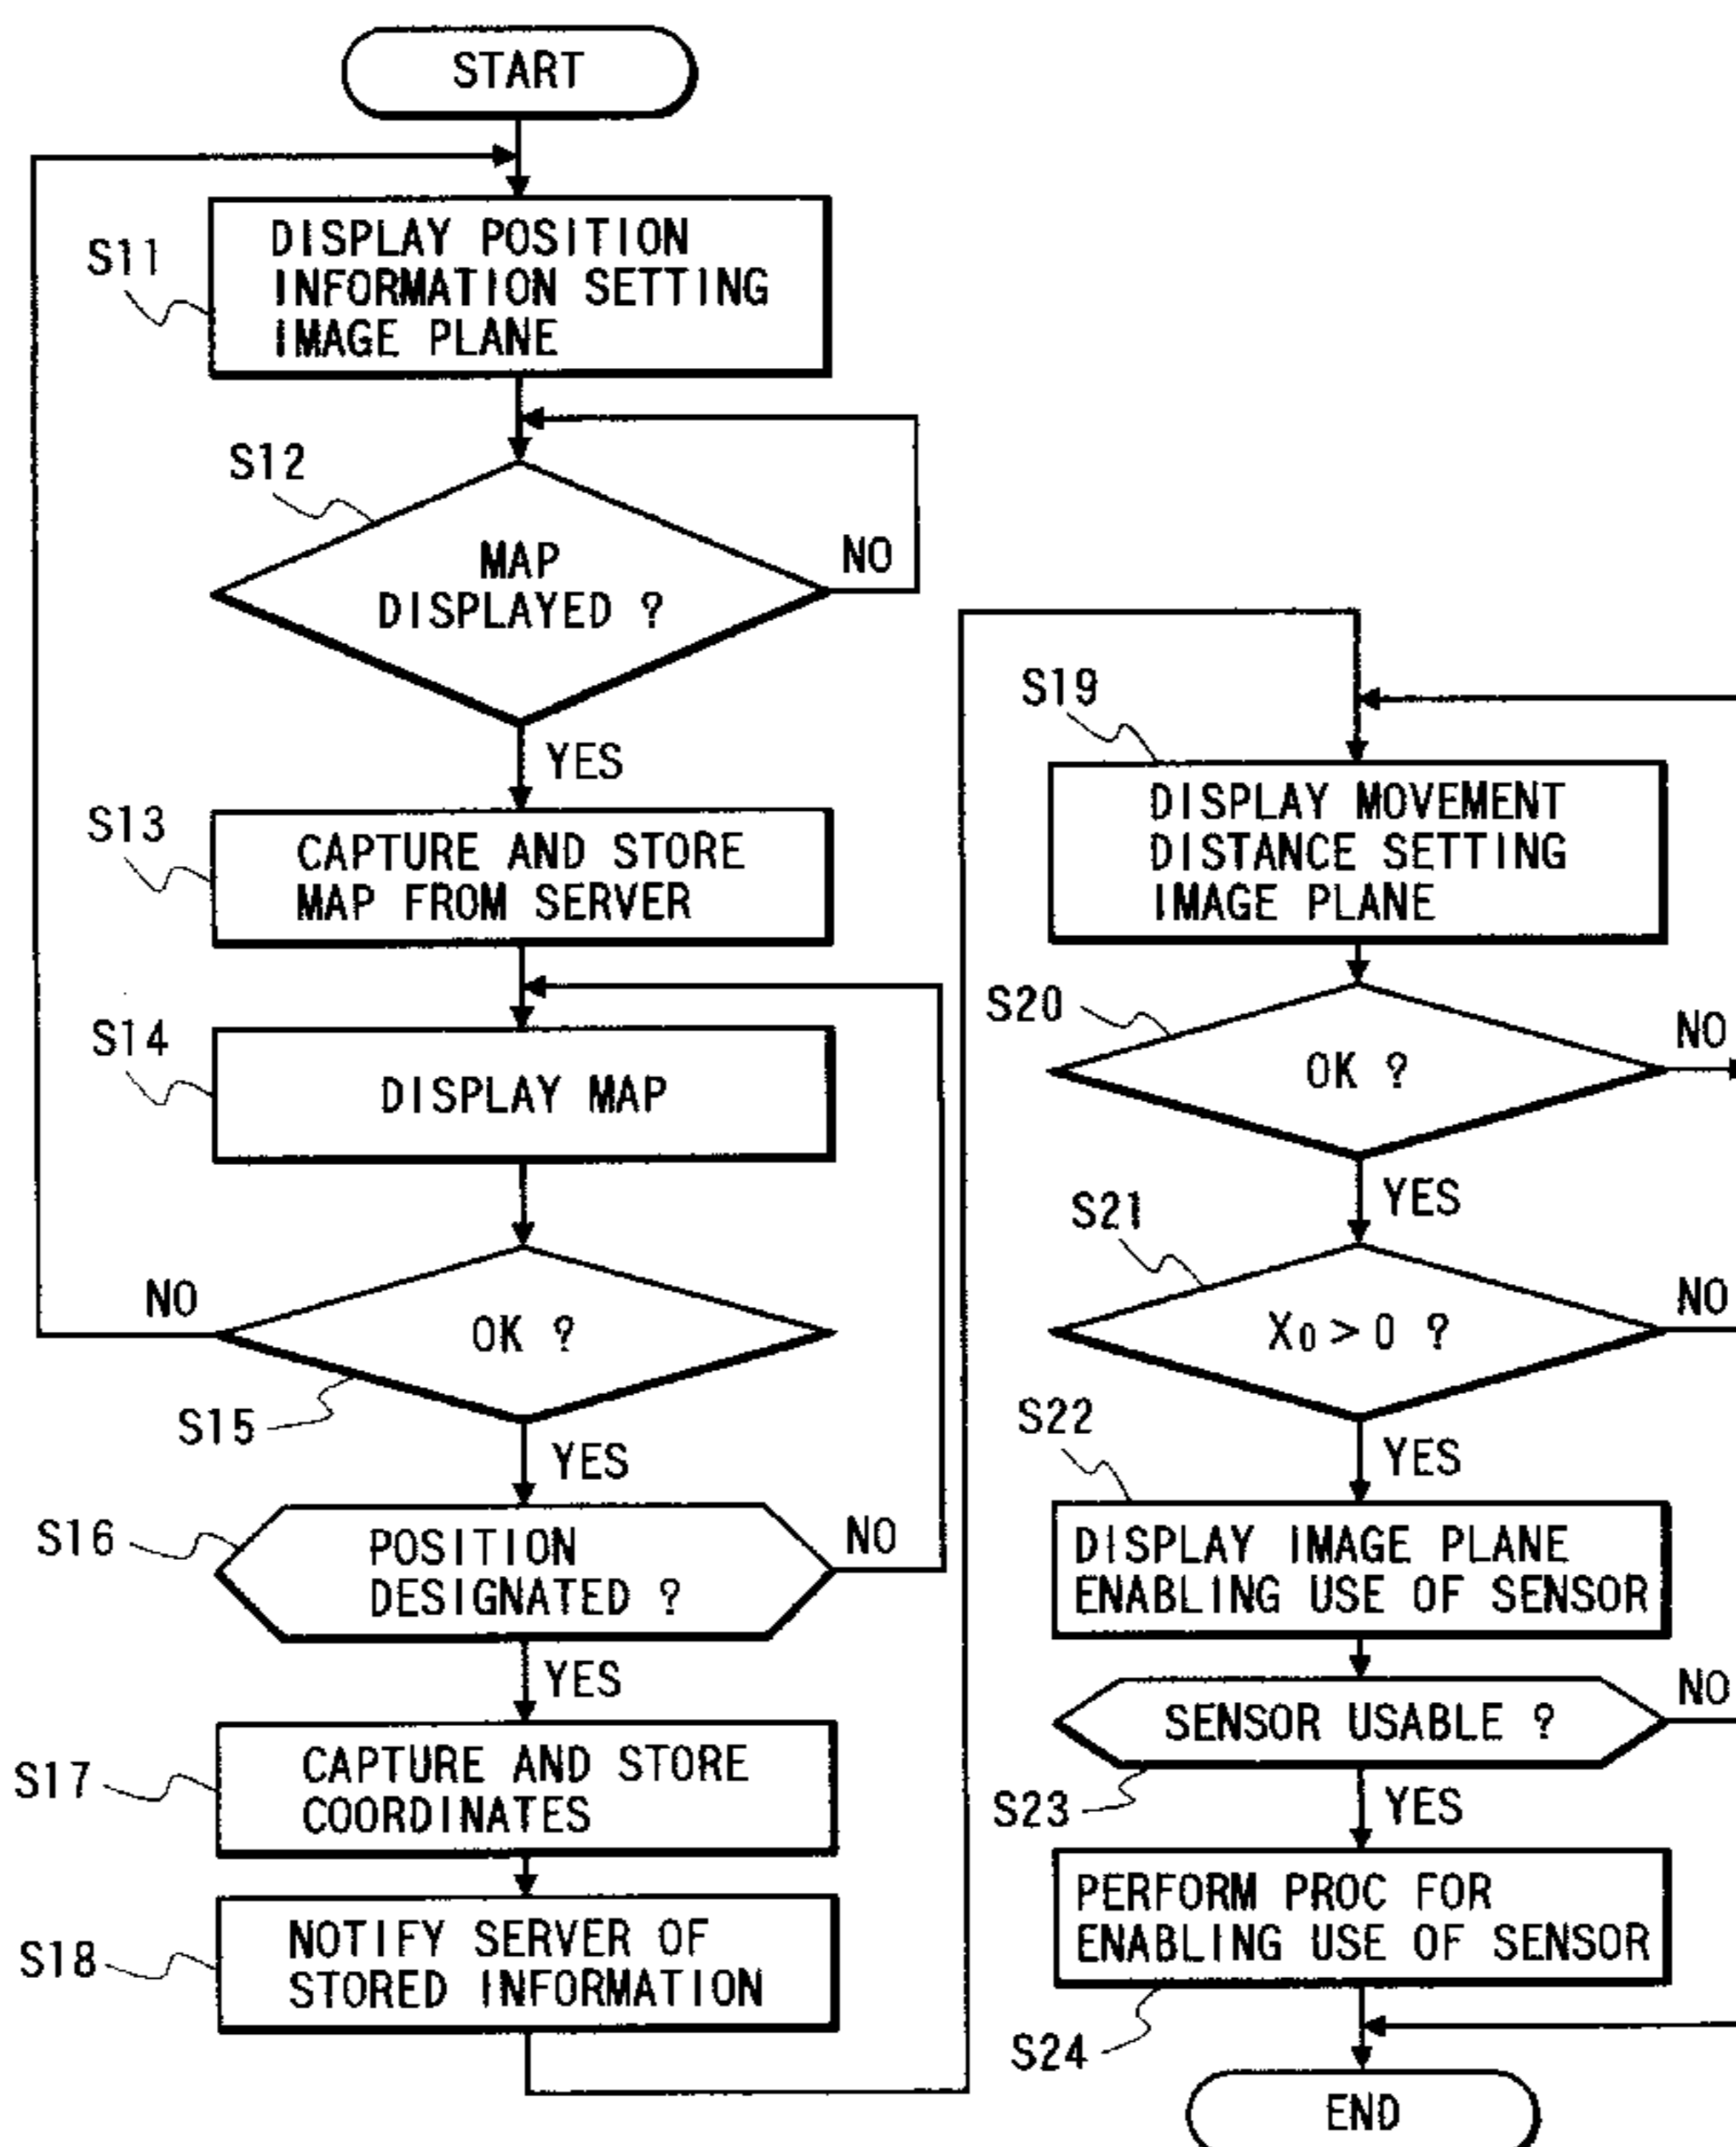 START
S11
DISPLAY POSITION
INFORMATION SETTING
IMAGE PLANE
S12
MAP
DISPLAYED ?
NO
YES
S13
CAPTURE AND STORE
MAP FROM SERVER
S14
DISPLAY MAP
NO
OK ?
S15
YES
S16
POSITION
DESIGNATED ?
NO
YES
S17
CAPTURE AND STORE
COORDINATES
S18
NOTIFY SERVER OF
STORED INFORMATION
S19
DISPLAY MOVEMENT
DISTANCE SETTING
IMAGE PLANE
S20
OK ?
NO
YES
S21
X₀ > 0 ?
NO
YES
S22
DISPLAY IMAGE PLANE
ENABLING USE OF SENSOR
SENSOR USABLE ?
NO
S23
YES
PERFORM PROC FOR
ENABLING USE OF SENSOR
S24
END